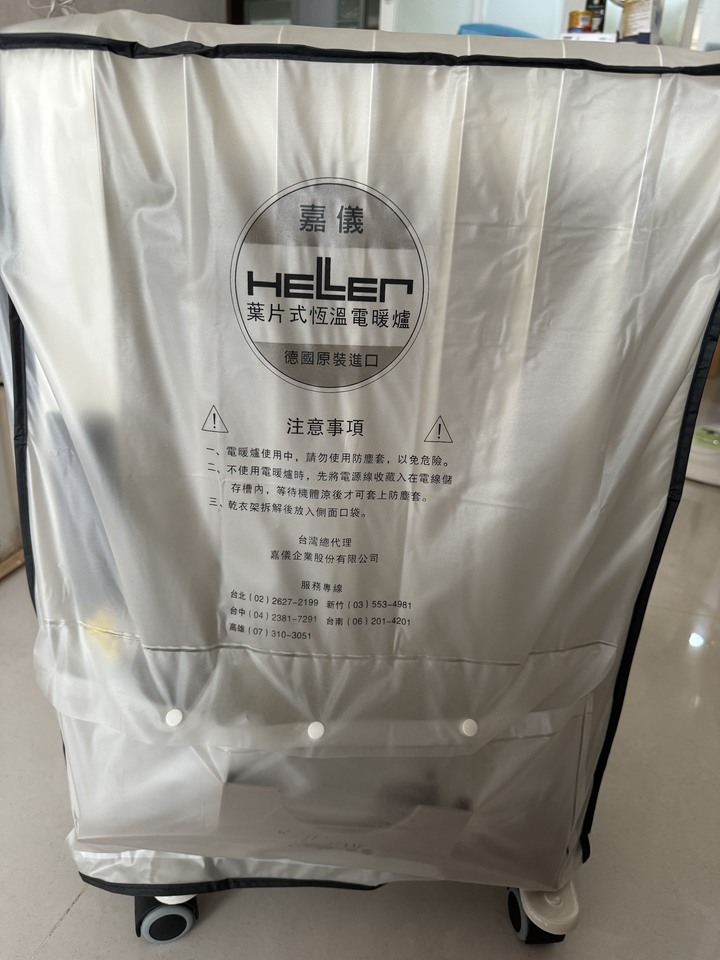 嘉儀
HELLER
葉片式恆溫電暖爐
德國原裝進口
注意事項
一、電暖爐使用中，請勿使用防塵套，以免危險。
二、不使用電暖爐時，先將電源線收藏入在電線儲
存槽內，等待機體涼後才可套上防塵套。
三、乾衣架拆解後放入側面口袋。
台灣總代理
嘉儀企業股份有限公司
服務專線
台北（02）2627-2199 新竹（03）553-4981
台中（04）2381-7291 台南（06）201-4201
高雄（07）310-3051